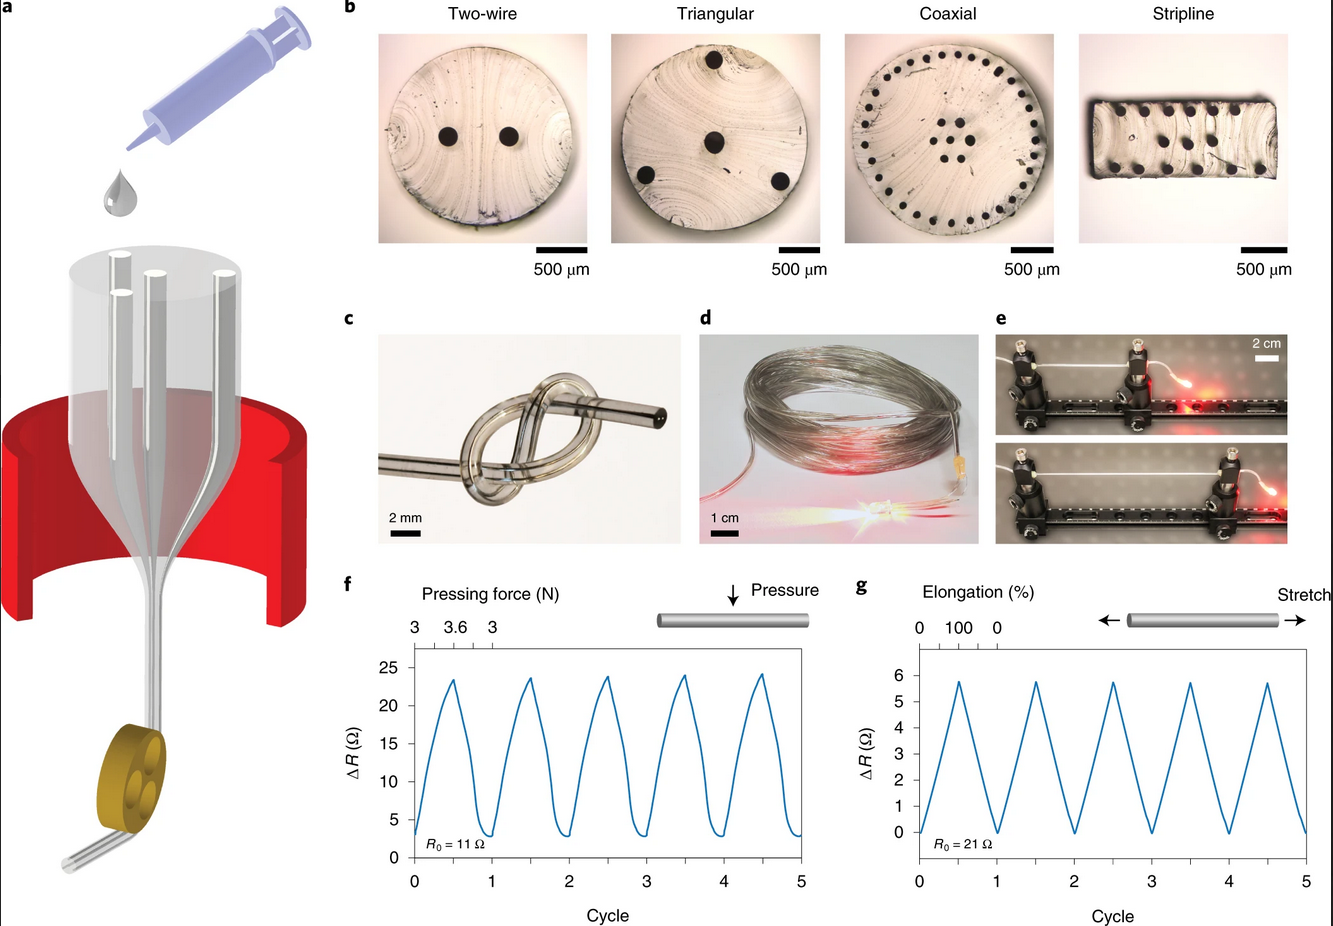 a
b
Two-wire
Triangular
Coaxial
Stripline
500 μm
500 μm
500 μm
500 μm
c
d
e
2 mm
1 cm
2 cm
f
Pressing force (N)
Pressure
3 3.6 3
25
20
15
10
5
0
ΔR (Ω)
R0 = 11 Ω
0 1 2 3 4 5
Cycle
g
Elongation (%)
Stretch
0 100 0
6
5
4
3
2
1
0
ΔR (Ω)
R0 = 21 Ω
0 1 2 3 4 5
Cycle